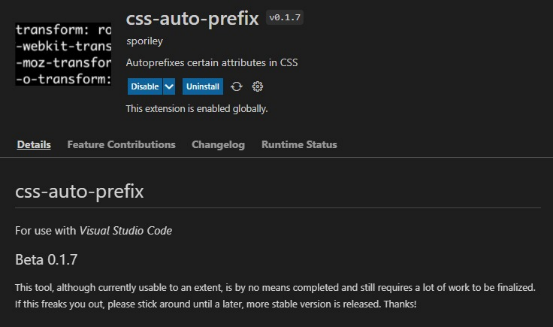 transform: ro
-webkit-trans
-moz-transfor
-o-transform:
css-auto-prefix v0.1.7
sporiley
Autoprefixes certain attributes in CSS
Disable Uninstall
This extension is enabled globally.
Details Feature Contributions Changelog Runtime Status
css-auto-prefix
For use with Visual Studio Code
Beta 0.1.7
This tool, although currently usable to an extent, is by no means completed and still requires a lot of work to be finalized.
If this freaks you out, please stick around until a later, more stable version is released. Thanks!